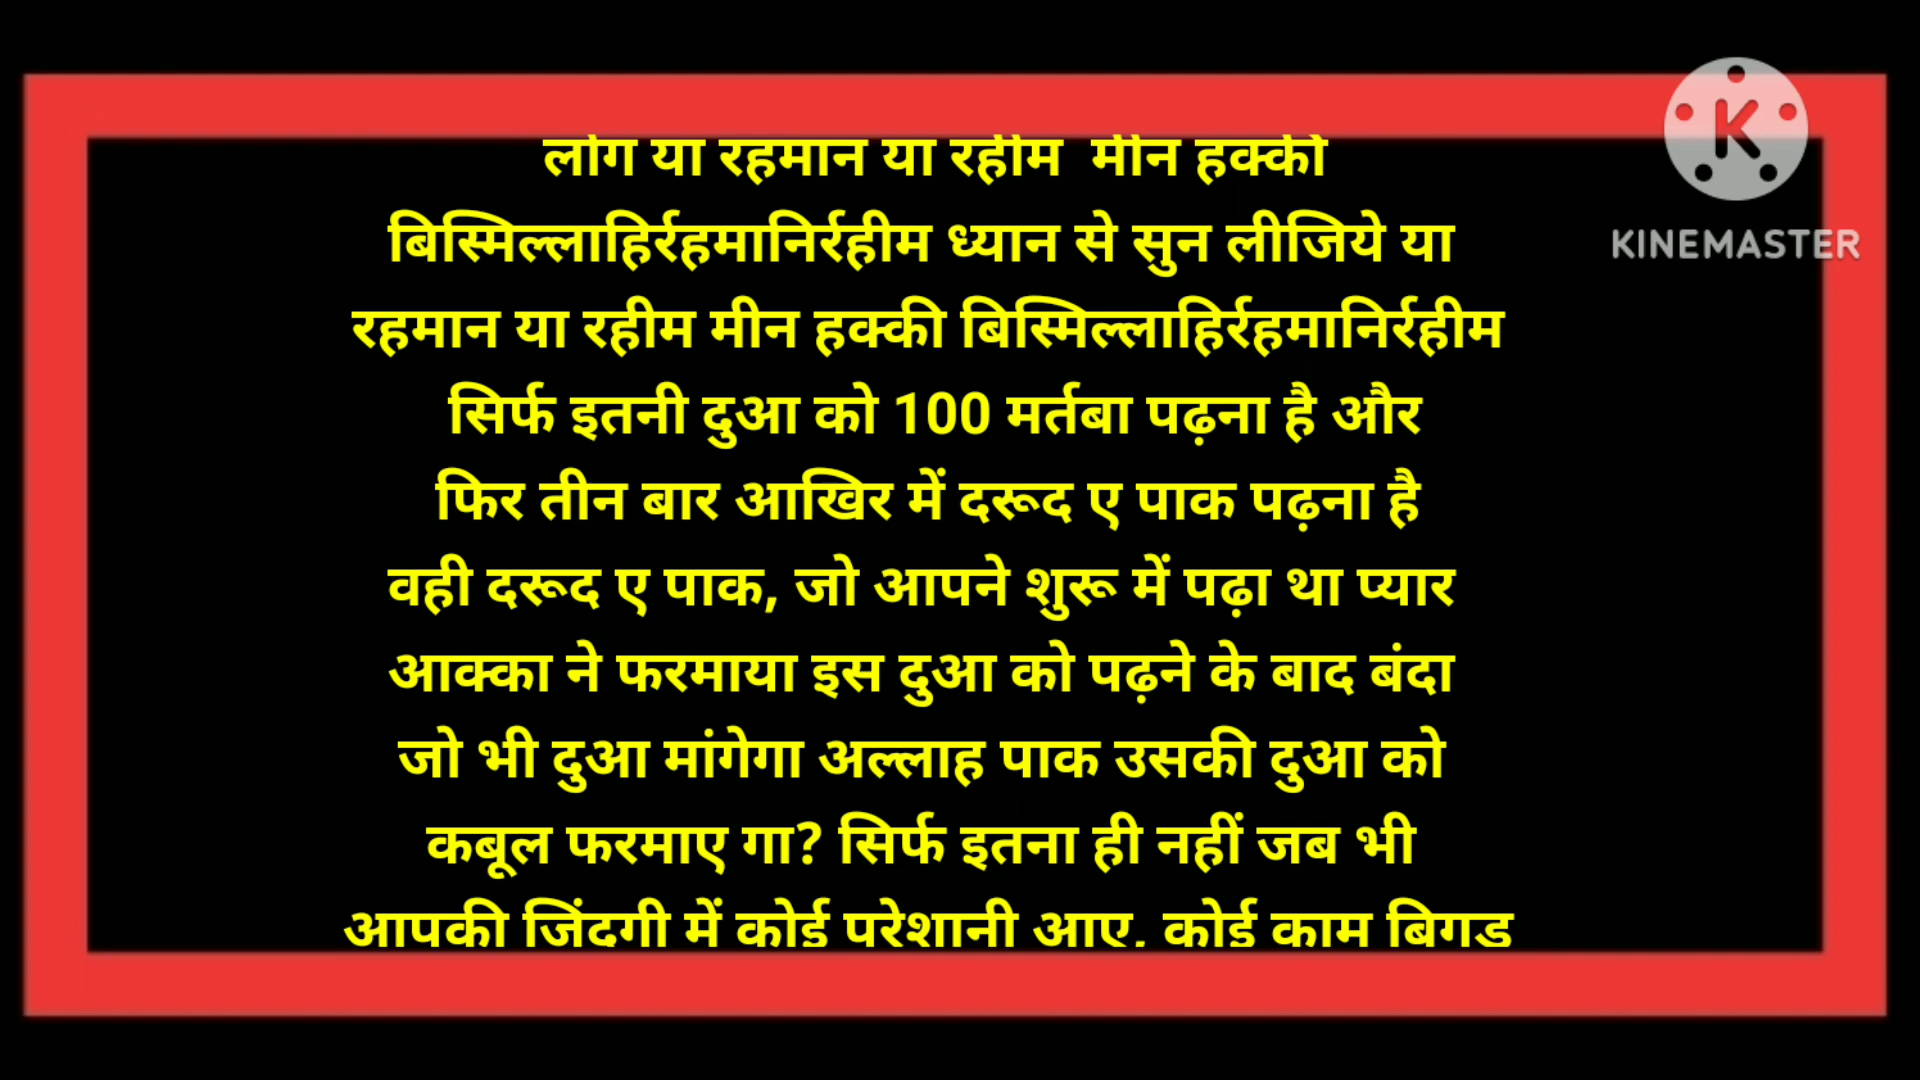 लोग या रहमान या रहीम मीन हक्की
बिस्मिल्लाहिर्रहमानिर्रहीम ध्यान से सुन लीजिये या
रहमान या रहीम मीन हक्की बिस्मिल्लाहिर्रहमानिर्रहीम
सिर्फ इतनी दुआ को 100 मर्तबा पढ़ना है और
फिर तीन बार आखिर में दरूद ए पाक पढ़ना है
वही दरूद ए पाक, जो आपने शुरू में पढ़ा था प्यार
आक्का ने फरमाया इस दुआ को पढ़ने के बाद बंदा
जो भी दुआ मांगेगा अल्लाह पाक उसकी दुआ को
कबूल फरमाए गा? सिर्फ इतना ही नहीं जब भी
आपकी जिंदगी में कोई परेशानी आए, कोई काम बिगड़
KINEMASTER